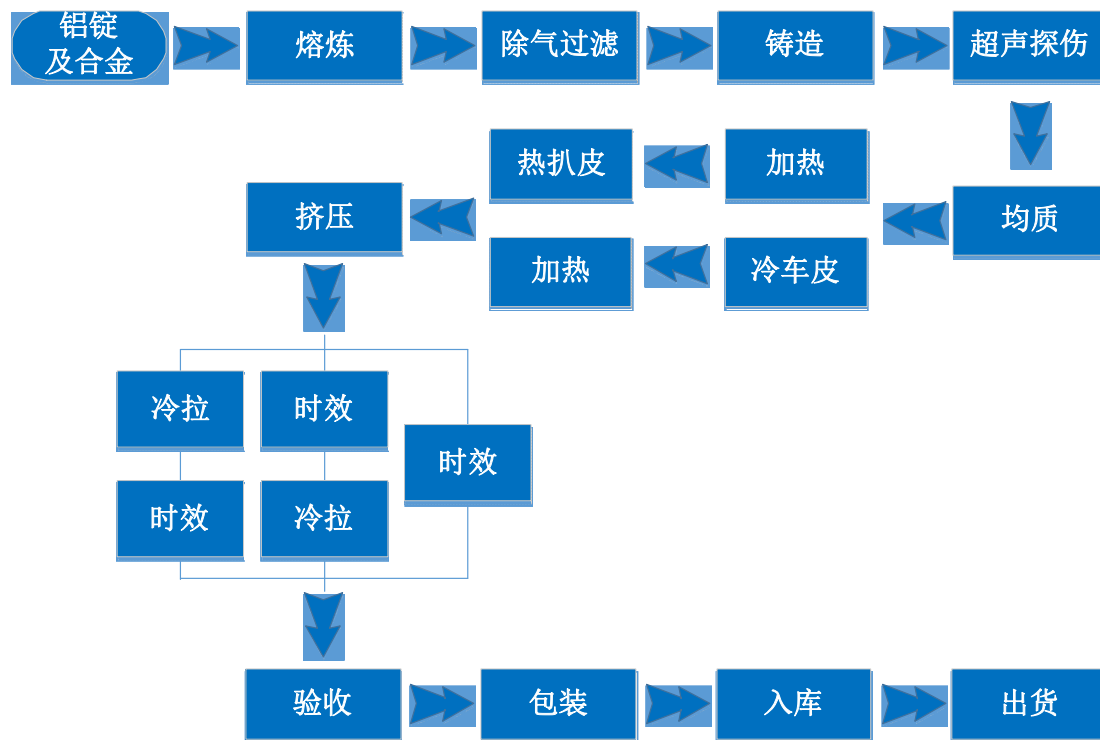 铝锭
及合金
熔炼
除气过滤
铸造
超声探伤
热扒皮
加热
挤压
均质
加热
冷车皮
冷拉
时效
时效
时效
冷拉
验收
包装
入库
出货